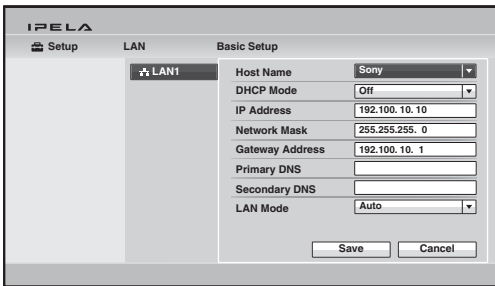 IPELA
Setup LAN Basic Setup
LAN1
Host Name Sony
DHCP Mode Off
IP Address 192.100. 10. 10
Network Mask 255.255.255. 0
Gateway Address 192.100. 10. 1
Primary DNS
Secondary DNS
LAN Mode Auto
Save Cancel